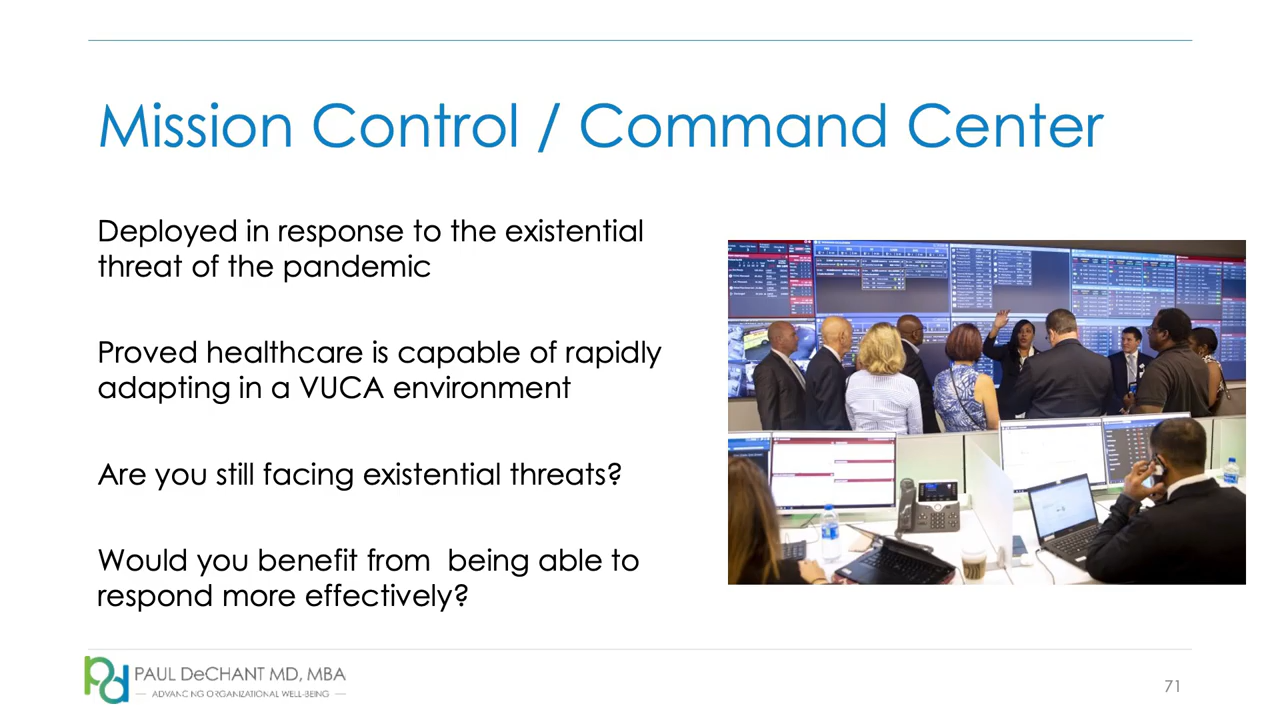 Mission Control / Command Center
Deployed in response to the existential
threat of the pandemic
Proved healthcare is capable of rapidly
adapting in a VUCA environment
Are you still facing existential threats?
Would you benefit from  being able to
respond more effectively?
pd
PAUL DeCHANT MD, MBA
ADVANCING ORGANIZATIONAL WELL-BEING
71